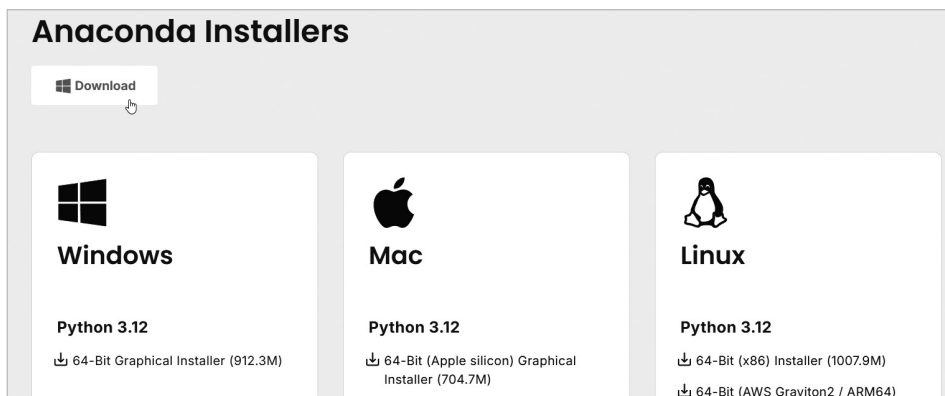 Anaconda Installers
Download
Windows
Python 3.12
64-Bit Graphical Installer (912.3M)
Mac
Python 3.12
64-Bit (Apple silicon) Graphical
Installer (704.7M)
Linux
Python 3.12
64-Bit (x86) Installer (1007.9M)
64-Bit (AWS Graviton2 / ARM64)